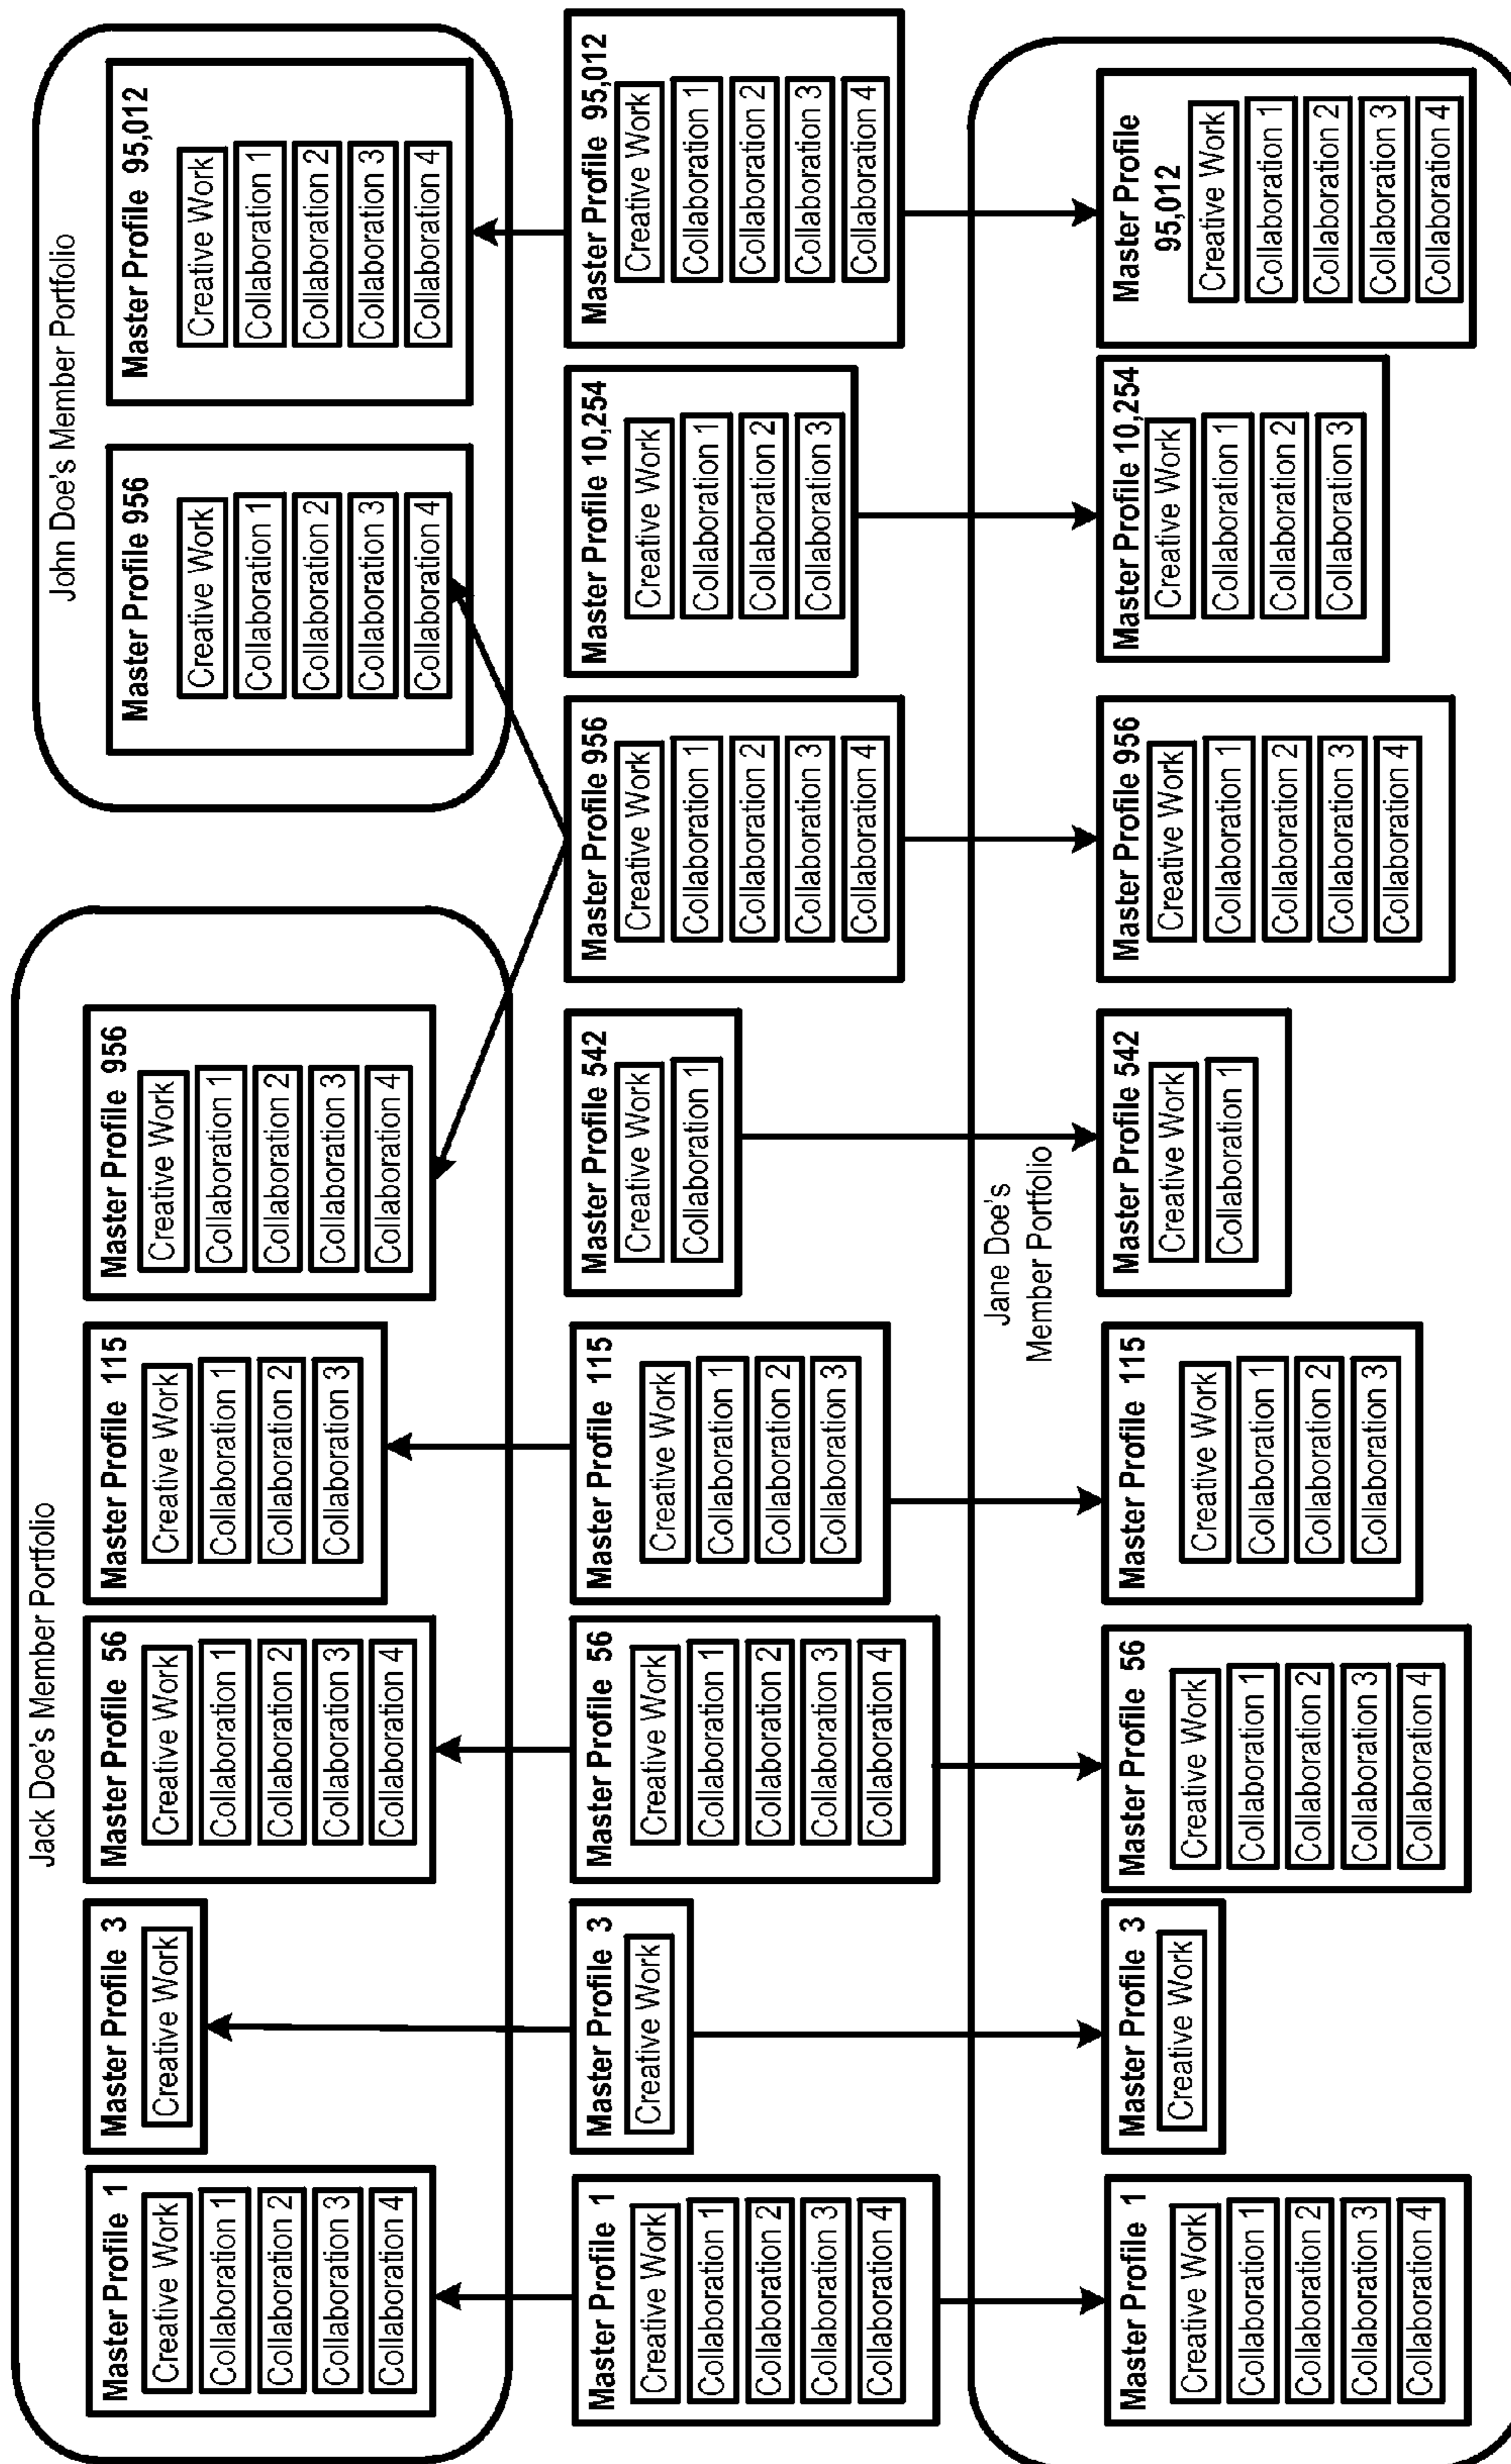 Jack Doe's Member Portfolio
Master Profile 1
Creative Work
Collaboration 1
Collaboration 2
Collaboration 3
Collaboration 4
Master Profile 3
Creative Work
Master Profile 56
Creative Work
Collaboration 1
Collaboration 2
Collaboration 3
Collaboration 4
Master Profile 115
Creative Work
Collaboration 1
Collaboration 2
Collaboration 3
Master Profile 956
Creative Work
Collaboration 1
Collaboration 2
Collaboration 3
Collaboration 4
John Doe's Member Portfolio
Master Profile 956
Creative Work
Collaboration 1
Collaboration 2
Collaboration 3
Collaboration 4
Master Profile 95,012
Creative Work
Collaboration 1
Collaboration 2
Collaboration 3
Collaboration 4
Master Profile 1
Creative Work
Collaboration 1
Collaboration 2
Collaboration 3
Collaboration 4
Master Profile 3
Creative Work
Master Profile 56
Creative Work
Collaboration 1
Collaboration 2
Collaboration 3
Collaboration 4
Master Profile 115
Creative Work
Collaboration 1
Collaboration 2
Collaboration 3
Master Profile 542
Creative Work
Collaboration 1
Master Profile 956
Creative Work
Collaboration 1
Collaboration 2
Collaboration 3
Collaboration 4
Master Profile 10,254
Creative Work
Collaboration 1
Collaboration 2
Collaboration 3
Master Profile 95,012
Creative Work
Collaboration 1
Collaboration 2
Collaboration 3
Collaboration 4
Jane Doe's
Member Portfolio
Master Profile 1
Creative Work
Collaboration 1
Collaboration 2
Collaboration 3
Collaboration 4
Master Profile 3
Creative Work
Master Profile 56
Creative Work
Collaboration 1
Collaboration 2
Collaboration 3
Collaboration 4
Master Profile 115
Creative Work
Collaboration 1
Collaboration 2
Collaboration 3
Master Profile 542
Creative Work
Collaboration 1
Master Profile 956
Creative Work
Collaboration 1
Collaboration 2
Collaboration 3
Collaboration 4
Master Profile 10,254
Creative Work
Collaboration 1
Collaboration 2
Collaboration 3
Master Profile
95,012
Creative Work
Collaboration 1
Collaboration 2
Collaboration 3
Collaboration 4